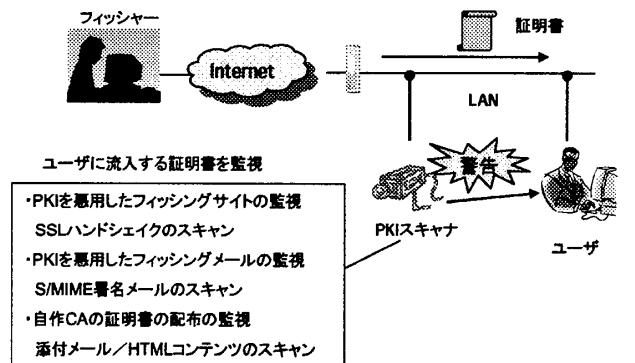 フィッシャー
証明書
Internet
LAN
ユーザに流入する証明書を監視
警告
PKIスキャナ
ユーザ
・PKIを悪用したフィッシングサイトの監視
SSLハンドシェイクのスキャン
・PKIを悪用したフィッシングメールの監視
S/MIME署名メールのスキャン
・自作CAの証明書の配布の監視
添付メール／HTMLコンテンツのスキャン